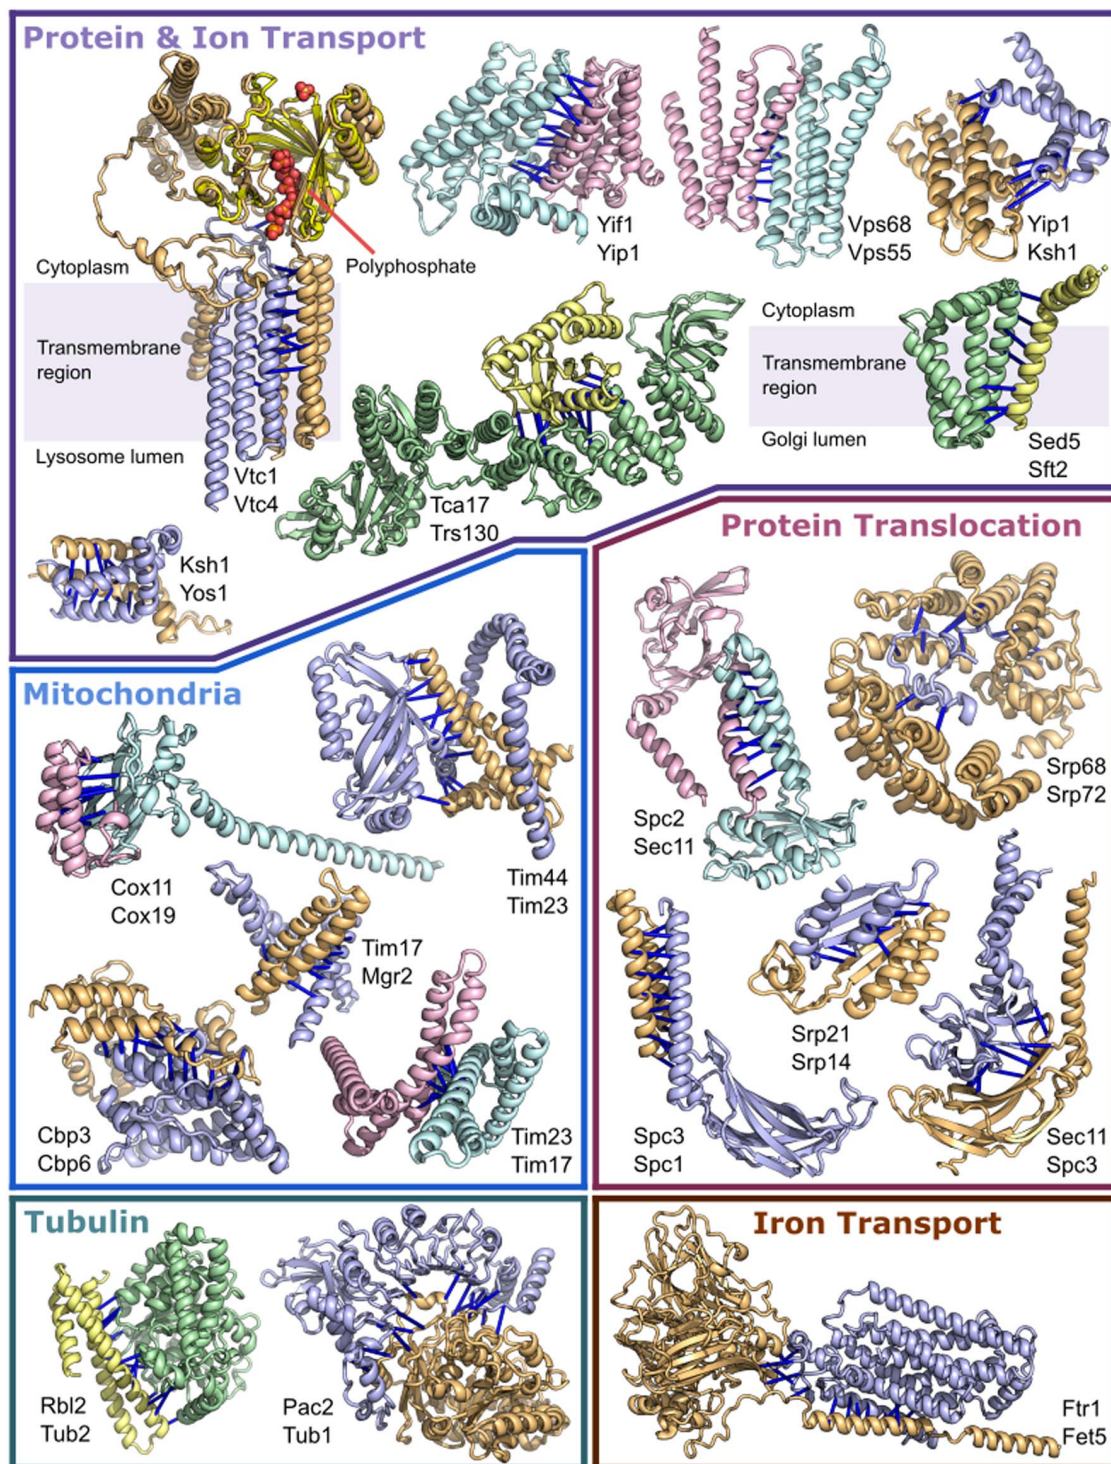 Protein & Ion Transport
Yif1
Yip1
Vps68
Vps55
Yip1
Ksh1
Cytoplasm
Polyphosphate
Transmembrane
region
Lysosome lumen
Vtc1
Vtc4
Cytoplasm
Transmembrane
region
Golgi lumen
Sed5
Sft2
Tca17
Trs130
Ksh1
Yos1
Protein Translocation
Spc2
Sec11
Srp68
Srp72
Srp21
Srp14
Spc3
Spc1
Sec11
Spc3
Mitochondria
Cox11
Cox19
Tim44
Tim23
Tim17
Mgr2
Cbp3
Cbp6
Tim23
Tim17
Tubulin
Rbl2
Tub2
Pac2
Tub1
Iron Transport
Ftr1
Fet5